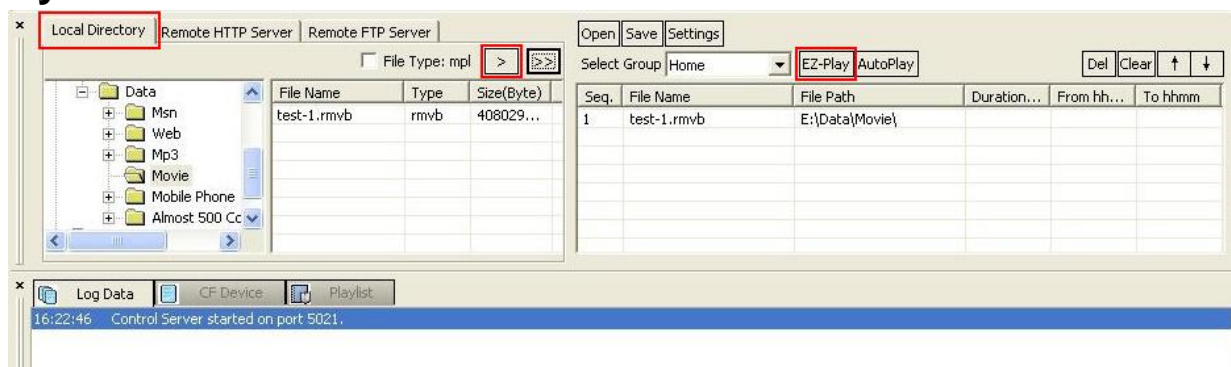 Local Directory Remote HTTP Server Remote FTP Server
File Type: mpl > >>
Data
Msn
Web
Mp3
Movie
Mobile Phone
Almost 500 Cc
File Name Type Size(Byte)
test-1.rmvb rmvb 408029...
Open Save Settings
Select Group Home EZ-Play AutoPlay Del Clear
Seq. File Name File Path Duration... From hh... To hhmm
1 test-1.rmvb E:\Data\Movie\
Log Data CF Device Playlist
16:22:46 Control Server started on port 5021.